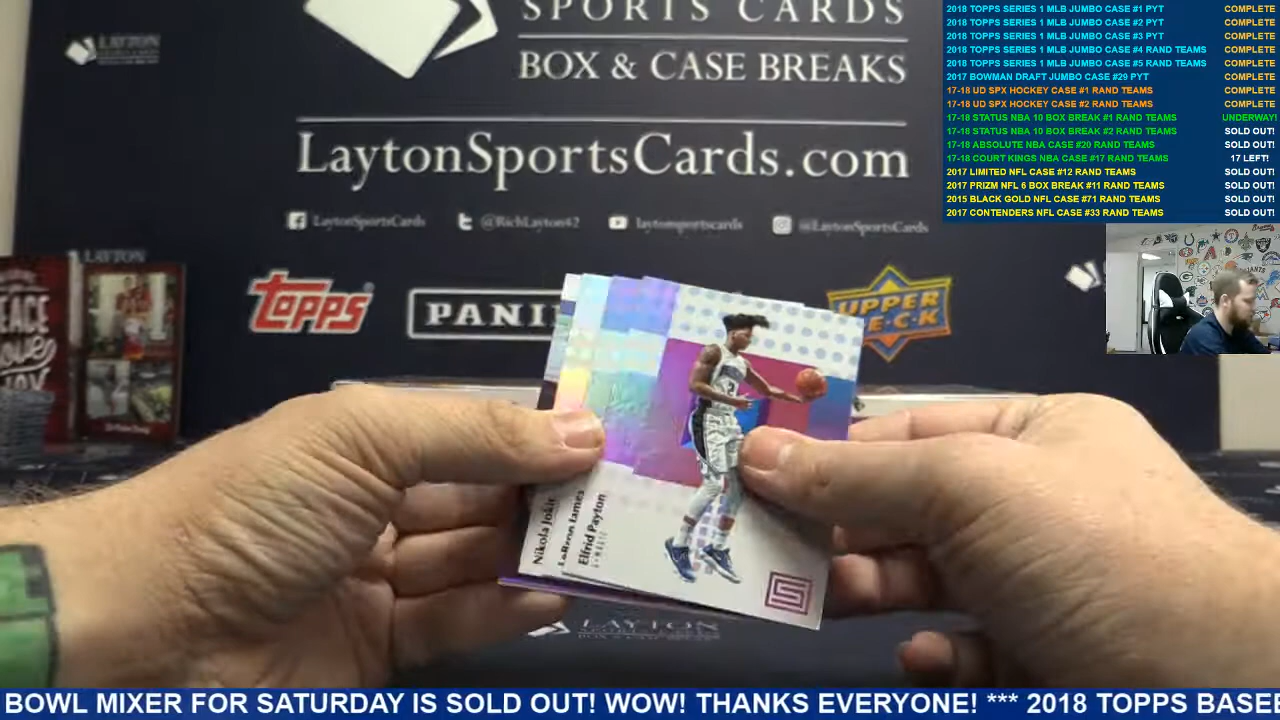 SPORTS CARDS
BOX & CASE BREAKS
LaytonSportsCards.com
LaytonSportsCards
@RichLayton42
laytonsportscards
@LaytonSportsCards
LAYTON
LAYTON
TOPPS
PANINI
UPPER DECK
PEACE
Love
JOY
Nikola Jokic
LeBron James
Elfrid Payton
LAYTON
2018 TOPPS SERIES 1 MLB JUMBO CASE #1 PYT COMPLETE
2018 TOPPS SERIES 1 MLB JUMBO CASE #2 PYT COMPLETE
2018 TOPPS SERIES 1 MLB JUMBO CASE #3 PYT COMPLETE
2018 TOPPS SERIES 1 MLB JUMBO CASE #4 RAND TEAMS COMPLETE
2018 TOPPS SERIES 1 MLB JUMBO CASE #5 RAND TEAMS COMPLETE
2017 BOWMAN DRAFT JUMBO CASE #29 PYT COMPLETE
17-18 UD SPX HOCKEY CASE #1 RAND TEAMS COMPLETE
17-18 UD SPX HOCKEY CASE #2 RAND TEAMS COMPLETE
17-18 STATUS NBA 10 BOX BREAK #1 RAND TEAMS UNDERWAY!
17-18 STATUS NBA 10 BOX BREAK #2 RAND TEAMS SOLD OUT!
17-18 ABSOLUTE NBA CASE #20 RAND TEAMS SOLD OUT!
17-18 COURT KINGS NBA CASE #17 RAND TEAMS 17 LEFT!
2017 LIMITED NFL CASE #12 RAND TEAMS SOLD OUT!
2017 PRIZM NFL 6 BOX BREAK #11 RAND TEAMS SOLD OUT!
2015 BLACK GOLD NFL CASE #71 RAND TEAMS SOLD OUT!
2017 CONTENDERS NFL CASE #33 RAND TEAMS SOLD OUT!
BOWL MIXER FOR SATURDAY IS SOLD OUT! WOW! THANKS EVERYONE! *** 2018 TOPPS BASE